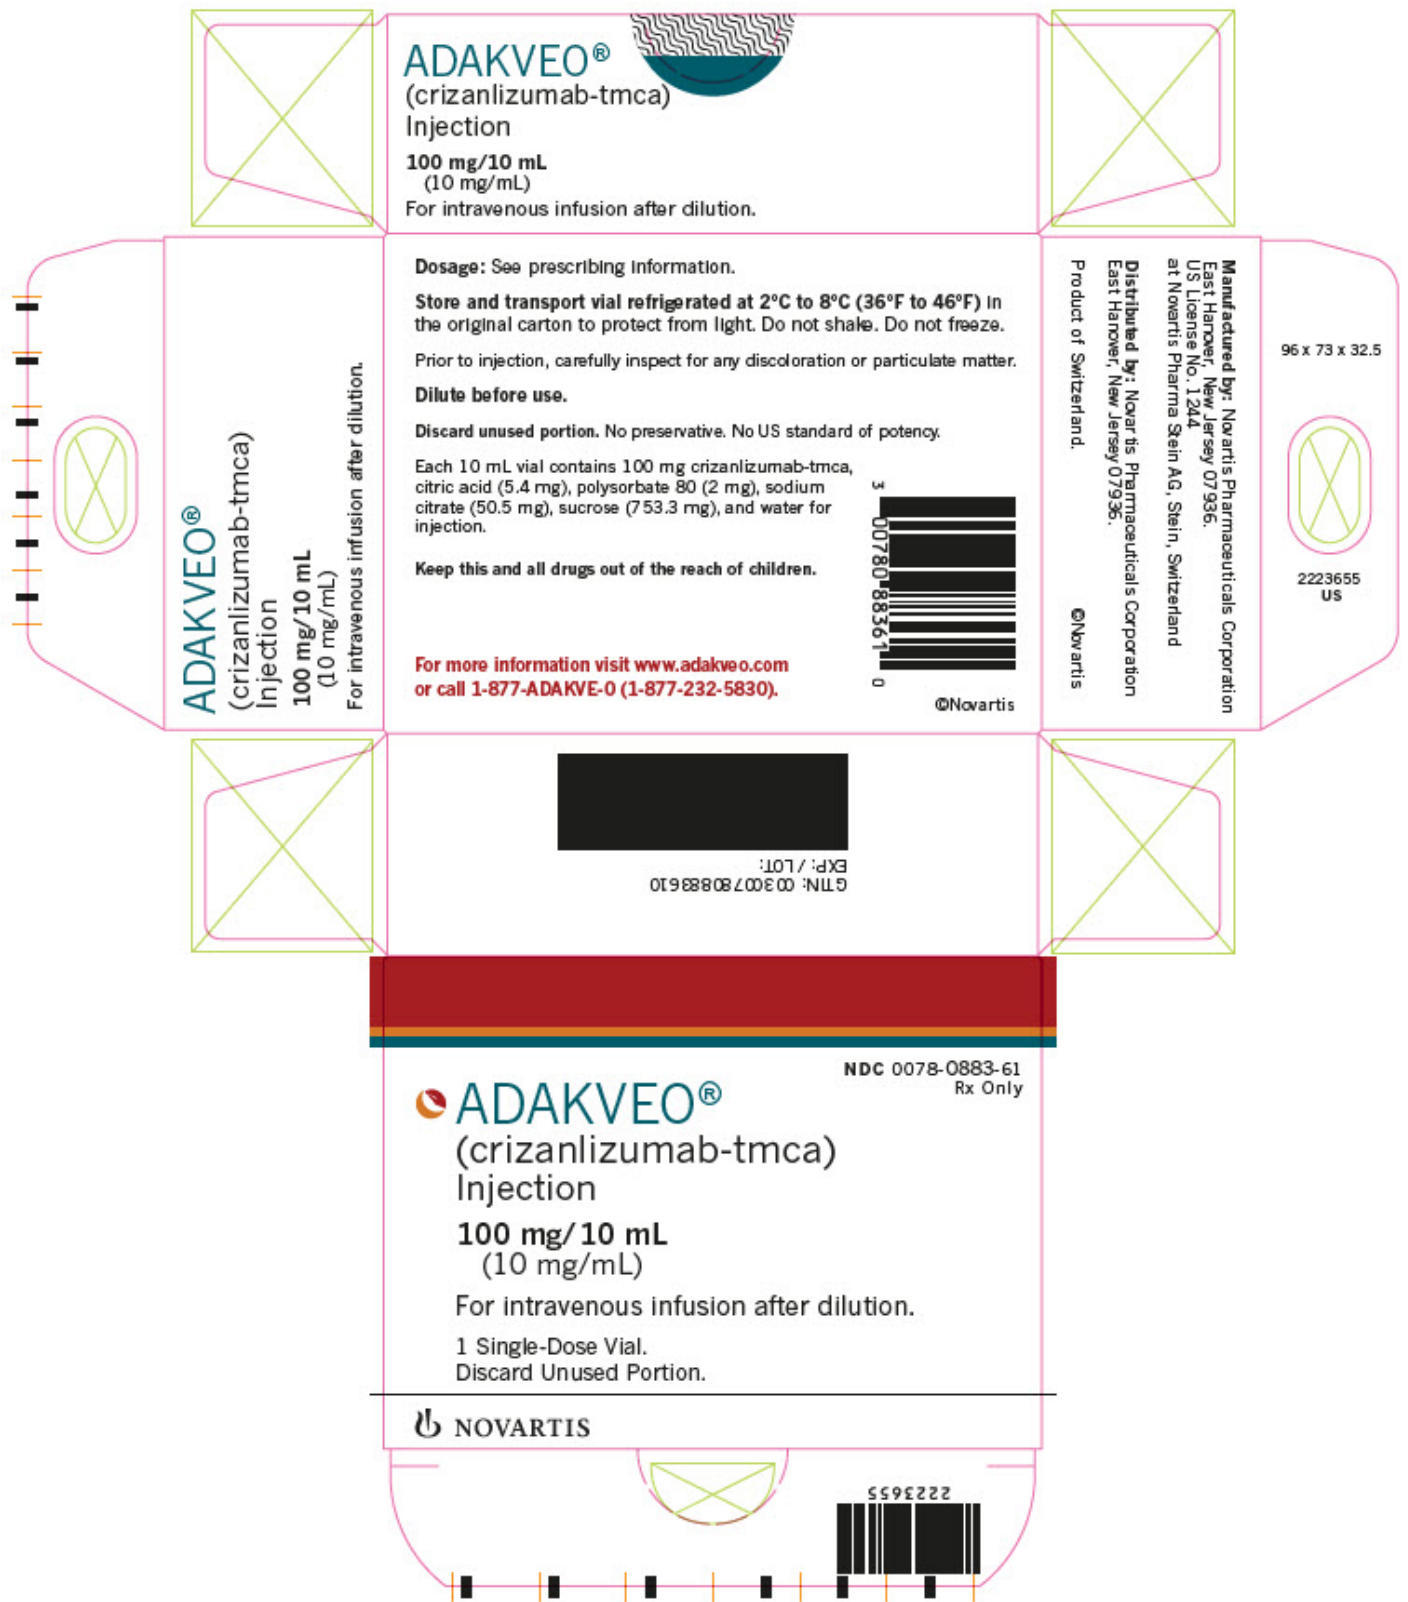 ADAKVEO®
(crizanlizumab-tmca)
Injection
100 mg/10 mL
(10 mg/mL)
For intravenous infusion after dilution.
ADAKVEO®
(crizanlizumab-tmca)
Injection
100 mg/10 mL
(10 mg/mL)
For intravenous infusion after dilution.
Dosage: See prescribing information.
Store and transport vial refrigerated at 2°C to 8°C (36°F to 46°F) in
the original carton to protect from light. Do not shake. Do not freeze.
Prior to injection, carefully inspect for any discoloration or particulate matter.
Dilute before use.
Discard unused portion. No preservative. No US standard of potency.
Each 10 mL vial contains 100 mg crizanlizumab-tmca,
citric acid (5.4 mg), polysorbate 80 (2 mg), sodium
citrate (50.5 mg), sucrose (753.3 mg), and water for
injection.
Keep this and all drugs out of the reach of children.
For more information visit www.adakveo.com
or call 1-877-ADAKVE-0 (1-877-232-5830).
3 00780 88361 0
©Novartis
Manufactured by: Novartis Pharmaceuticals Corporation
East Hanover, New Jersey 07936.
US License No. 1244
at Novartis Pharma Stein AG, Stein, Switzerland
Distributed by: Novartis Pharmaceuticals Corporation
East Hanover, New Jersey 07936.
Product of Switzerland. ©Novartis
96 x 73 x 32.5
2223655
US
GTIN: 00300780883610
EXP: / LOT:
NDC 0078-0883-61
Rx Only
ADAKVEO®
(crizanlizumab-tmca)
Injection
100 mg/10 mL
(10 mg/mL)
For intravenous infusion after dilution.
1 Single-Dose Vial.
Discard Unused Portion.
NOVARTIS
2223655